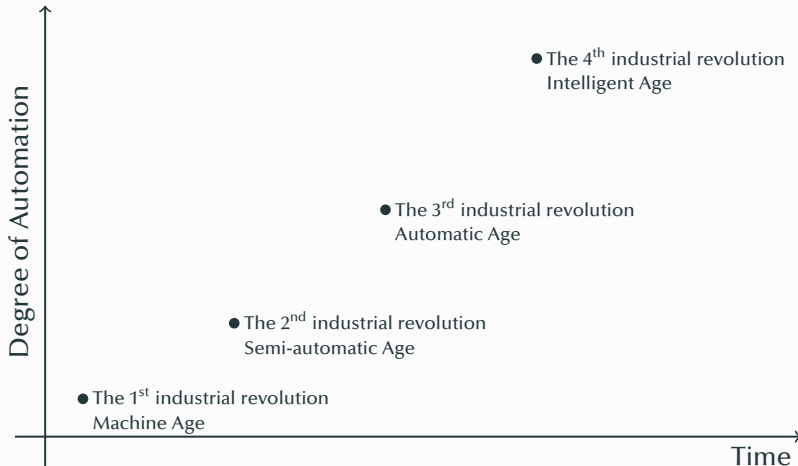 The 4th industrial revolution
Intelligent Age
Degree of Automation
The 3rd industrial revolution
Automatic Age
The 2nd industrial revolution
Semi-automatic Age
The 1st industrial revolution
Machine Age
Time